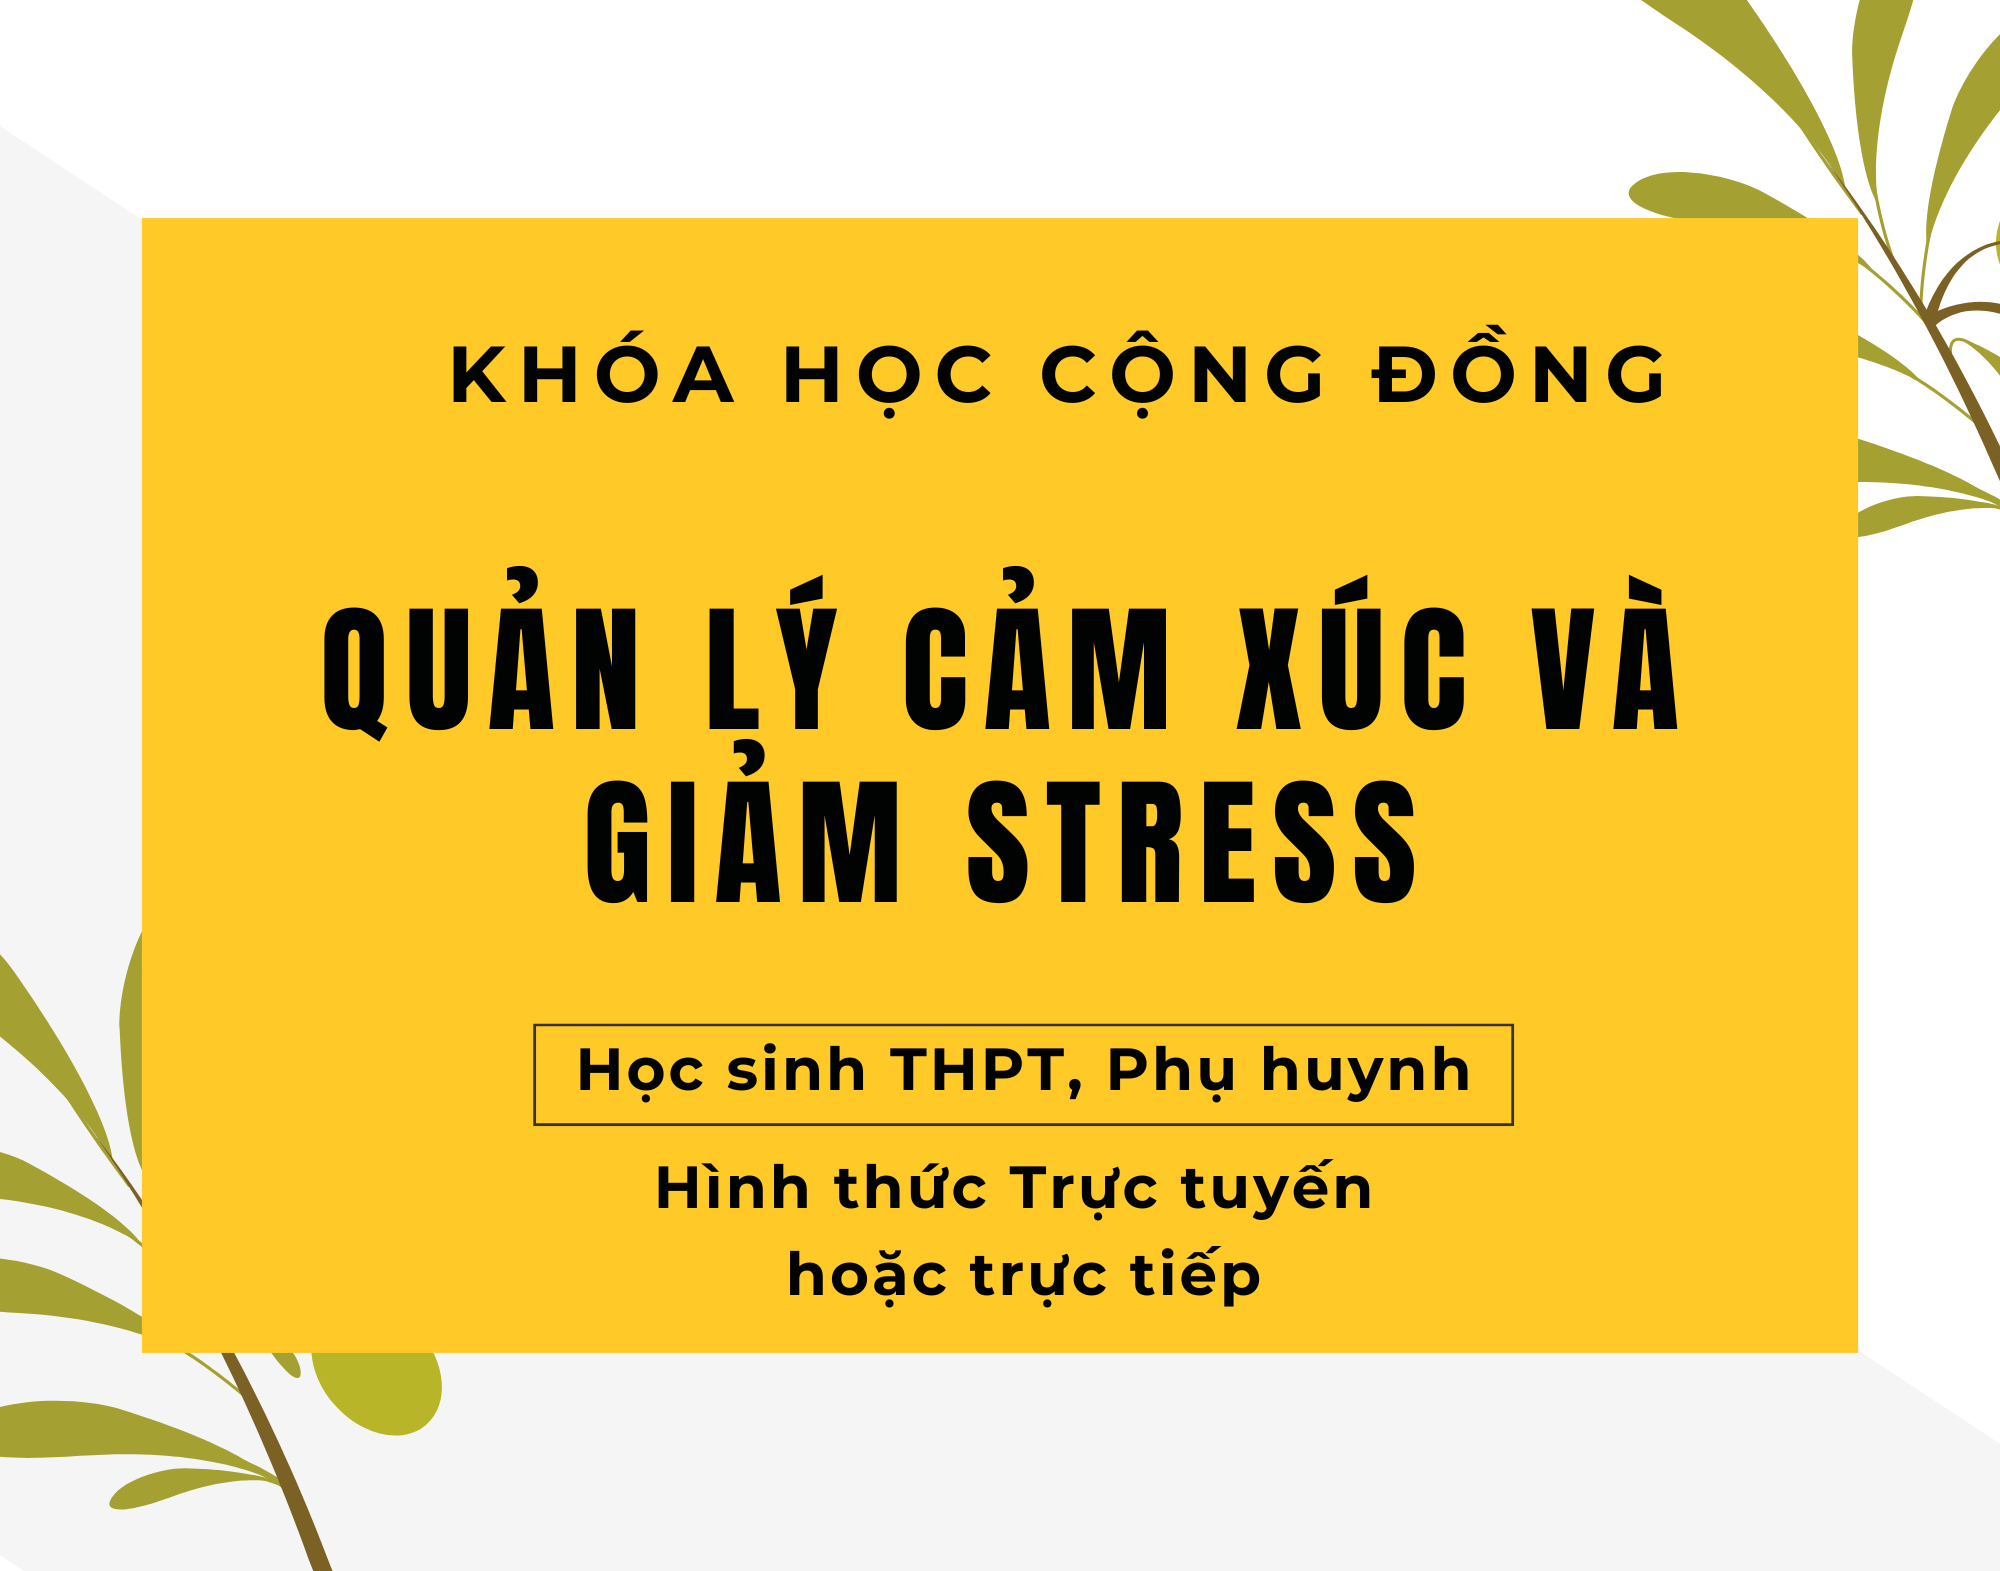 KHÓA HỌC CỘNG ĐỒNG
QUẢN LÝ CẢM XÚC VÀ
GIẢM STRESS
Học sinh THPT, Phụ huynh
Hình thức Trực tuyến
hoặc trực tiếp